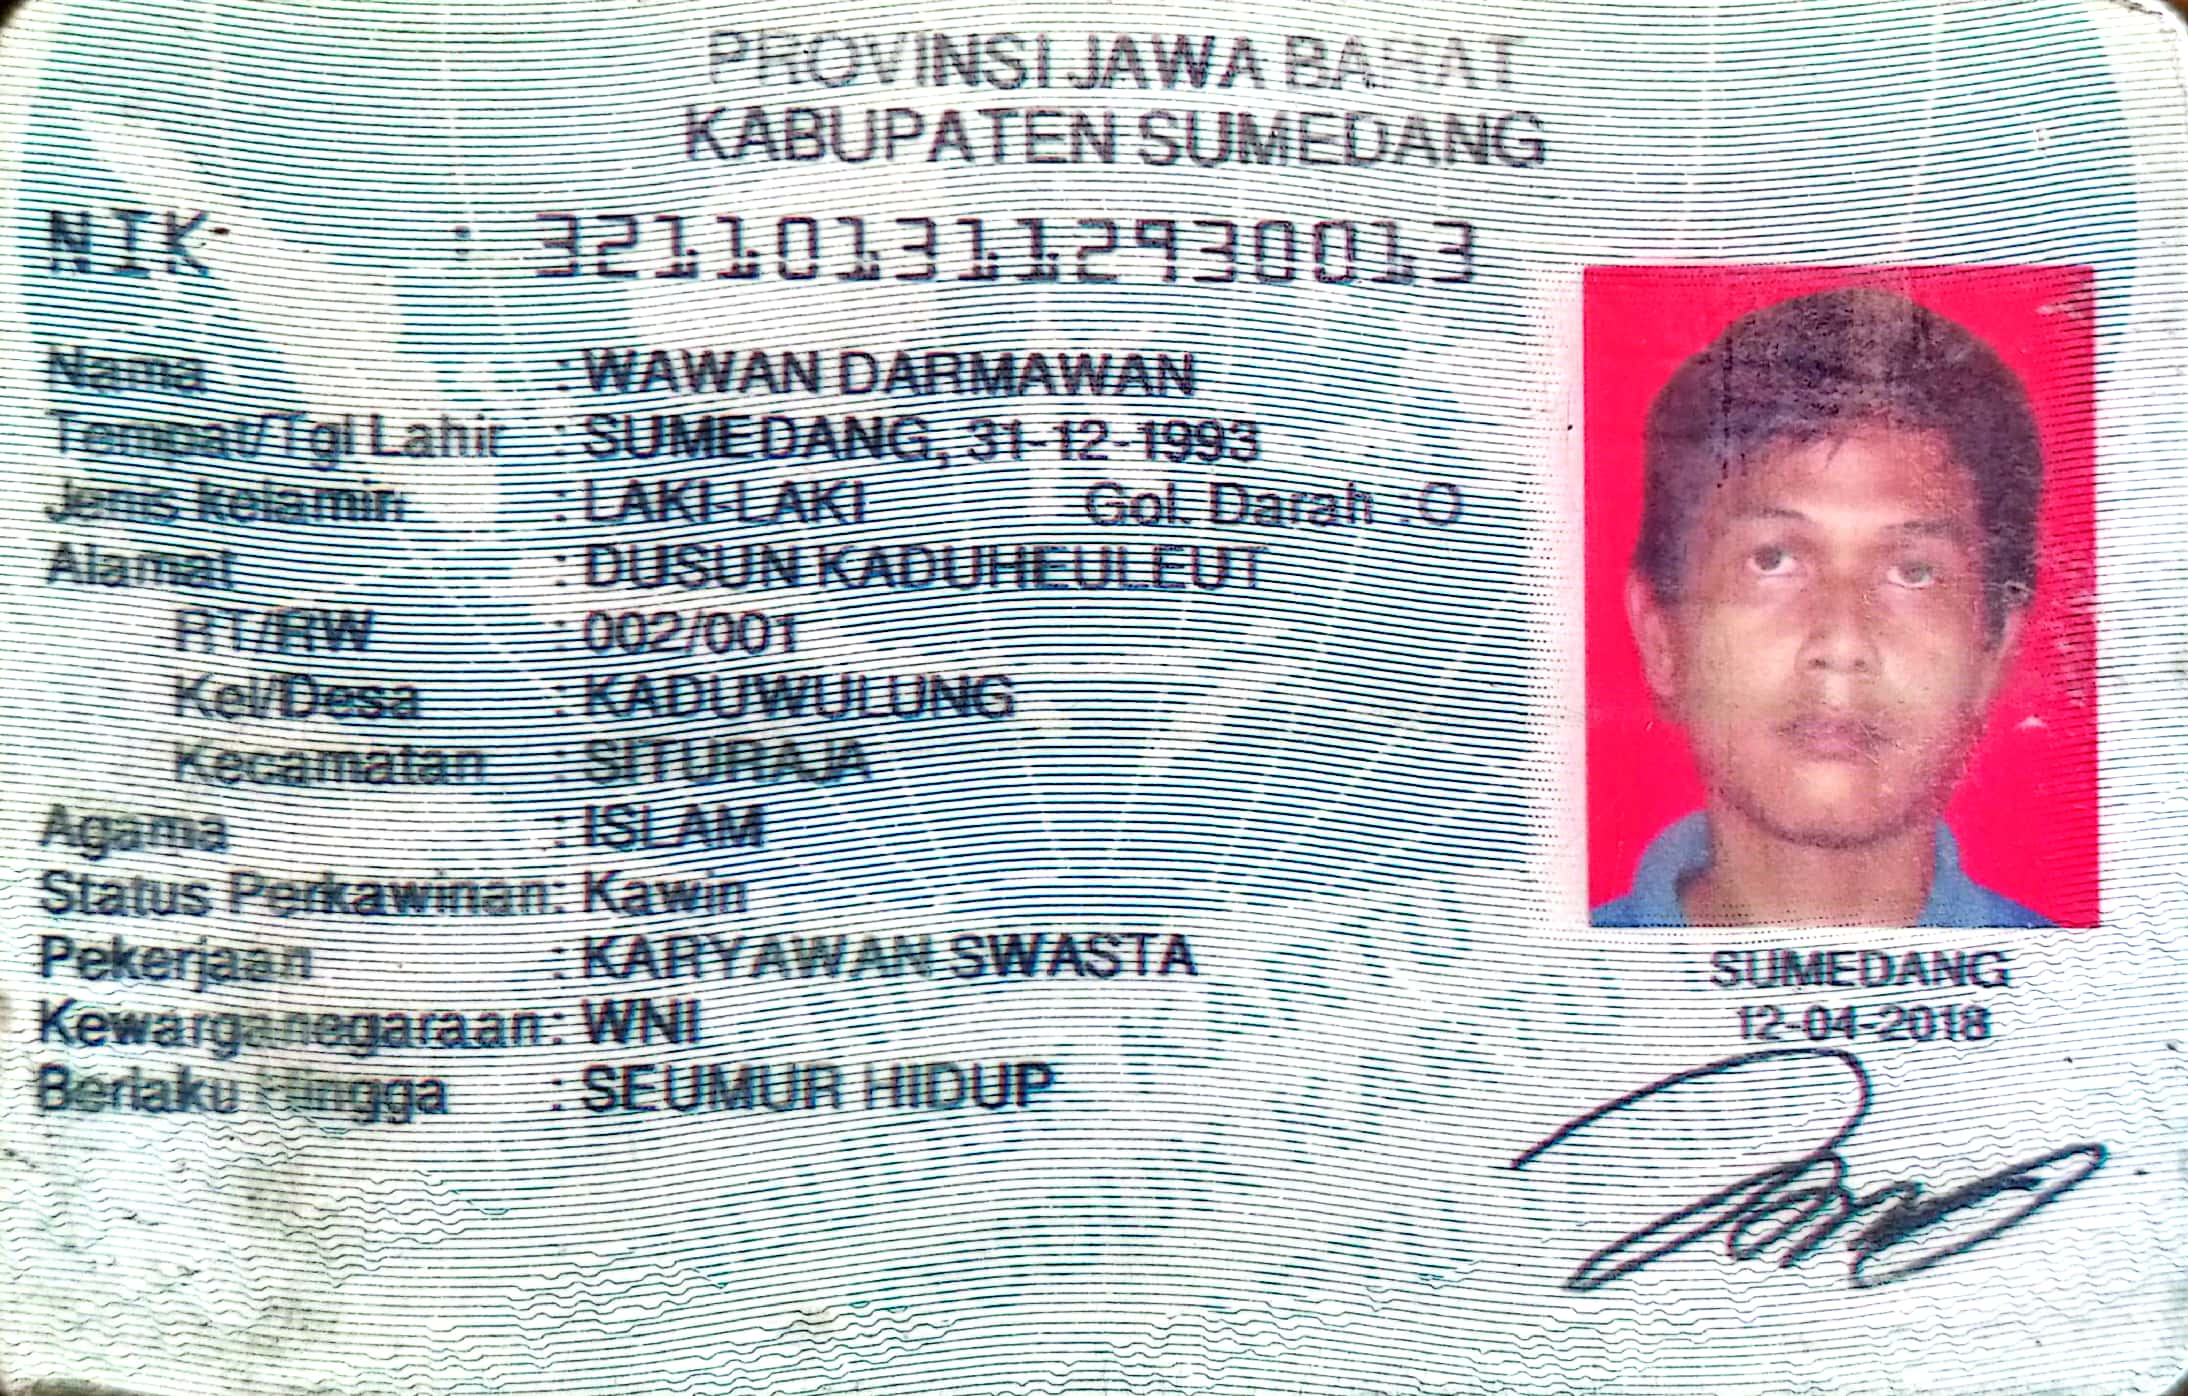 PROVINSI JAWA BARAT
KABUPATEN SUMEDANG
NIK : 3211013112930013
Nama : WAWAN DARMAWAN
Tempat/Tgl Lahir : SUMEDANG, 31-12-1993
Jenis kelamin : LAKI-LAKI Gol. Darah : O
Alamat : DUSUN KADUHEULEUT
RT/RW : 002/001
Kel/Desa : KADUWULUNG
Kecamatan : SITURAJA
Agama : ISLAM
Status Perkawinan: Kawin
Pekerjaan : KARYAWAN SWASTA
Kewarganegaraan: WNI
Berlaku Hingga : SEUMUR HIDUP
SUMEDANG
12-04-2018